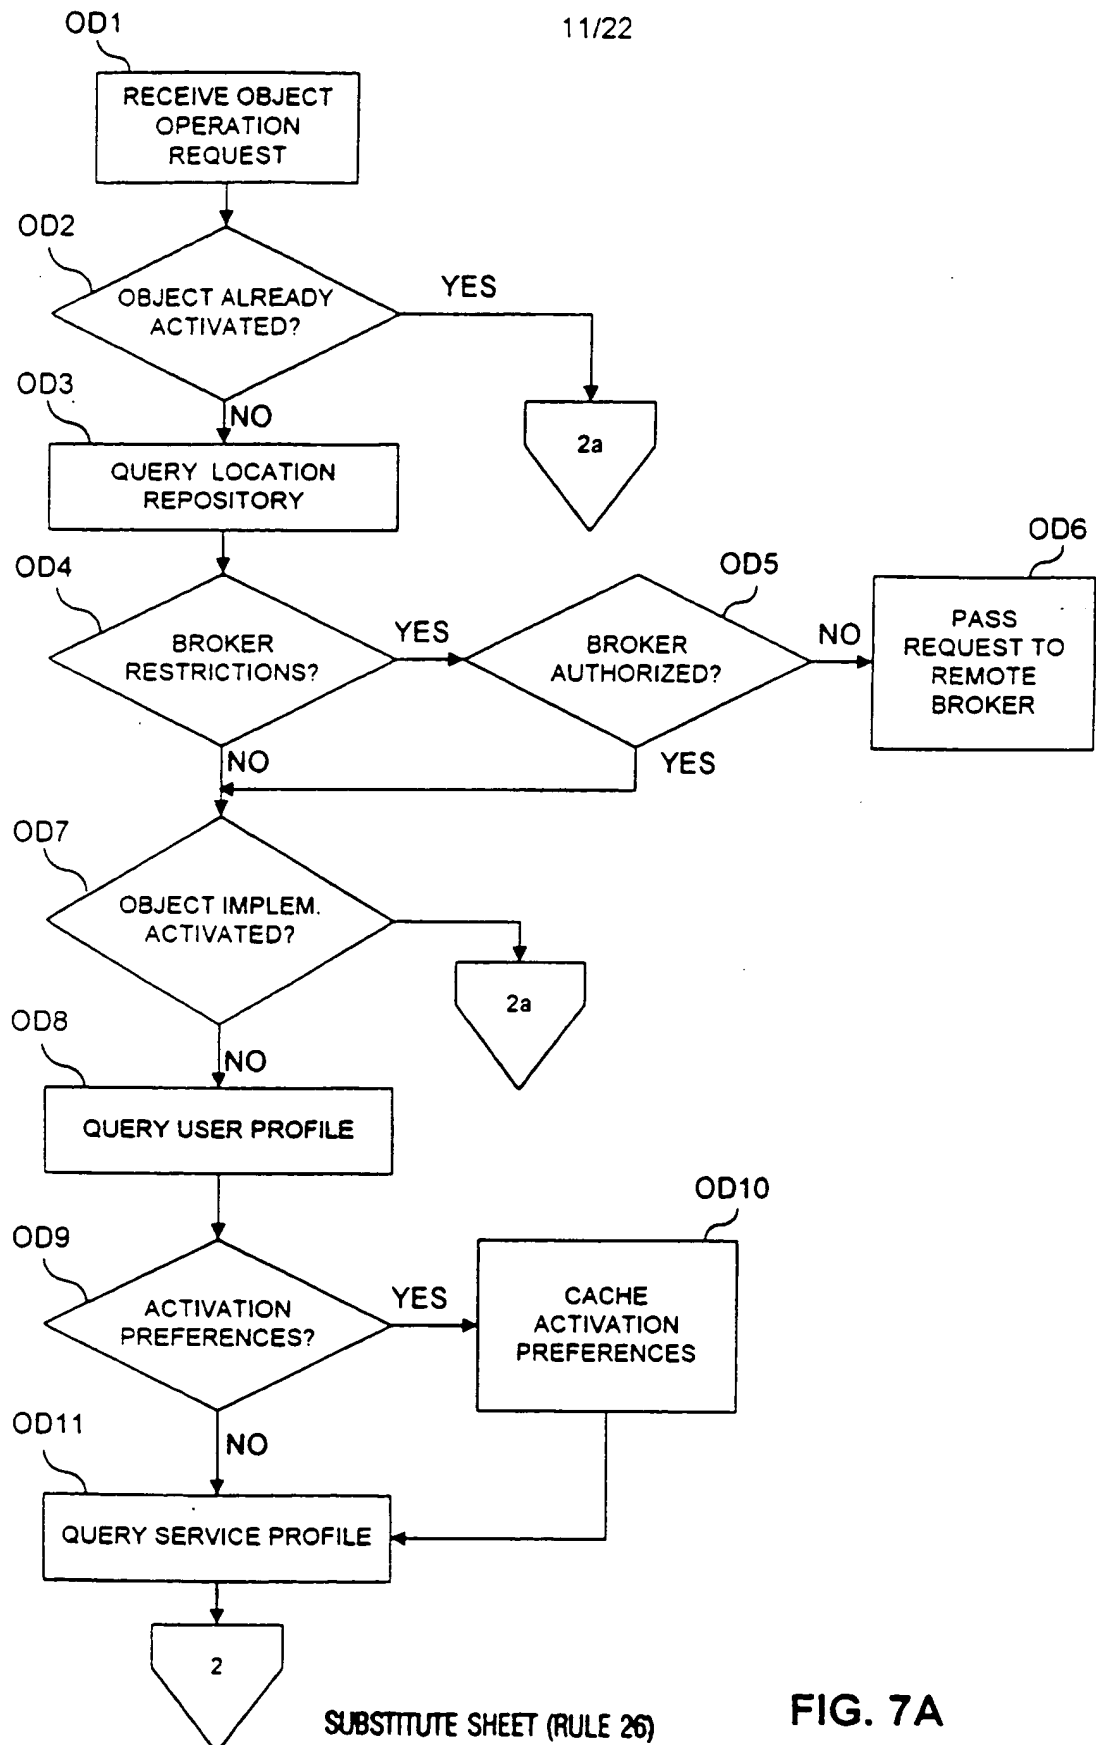 11/22
OD1
RECEIVE OBJECT
OPERATION
REQUEST
OD2
OBJECT ALREADY
ACTIVATED?
YES
2a
NO
OD3
QUERY LOCATION
REPOSITORY
OD4
BROKER
RESTRICTIONS?
YES
OD5
BROKER
AUTHORIZED?
NO
OD6
PASS
REQUEST TO
REMOTE
BROKER
NO
YES
OD7
OBJECT IMPLEM.
ACTIVATED?
2a
NO
OD8
QUERY USER PROFILE
OD9
ACTIVATION
PREFERENCES?
YES
OD10
CACHE
ACTIVATION
PREFERENCES
NO
OD11
QUERY SERVICE PROFILE
2
SUBSTITUTE SHEET (RULE 26)
FIG. 7A